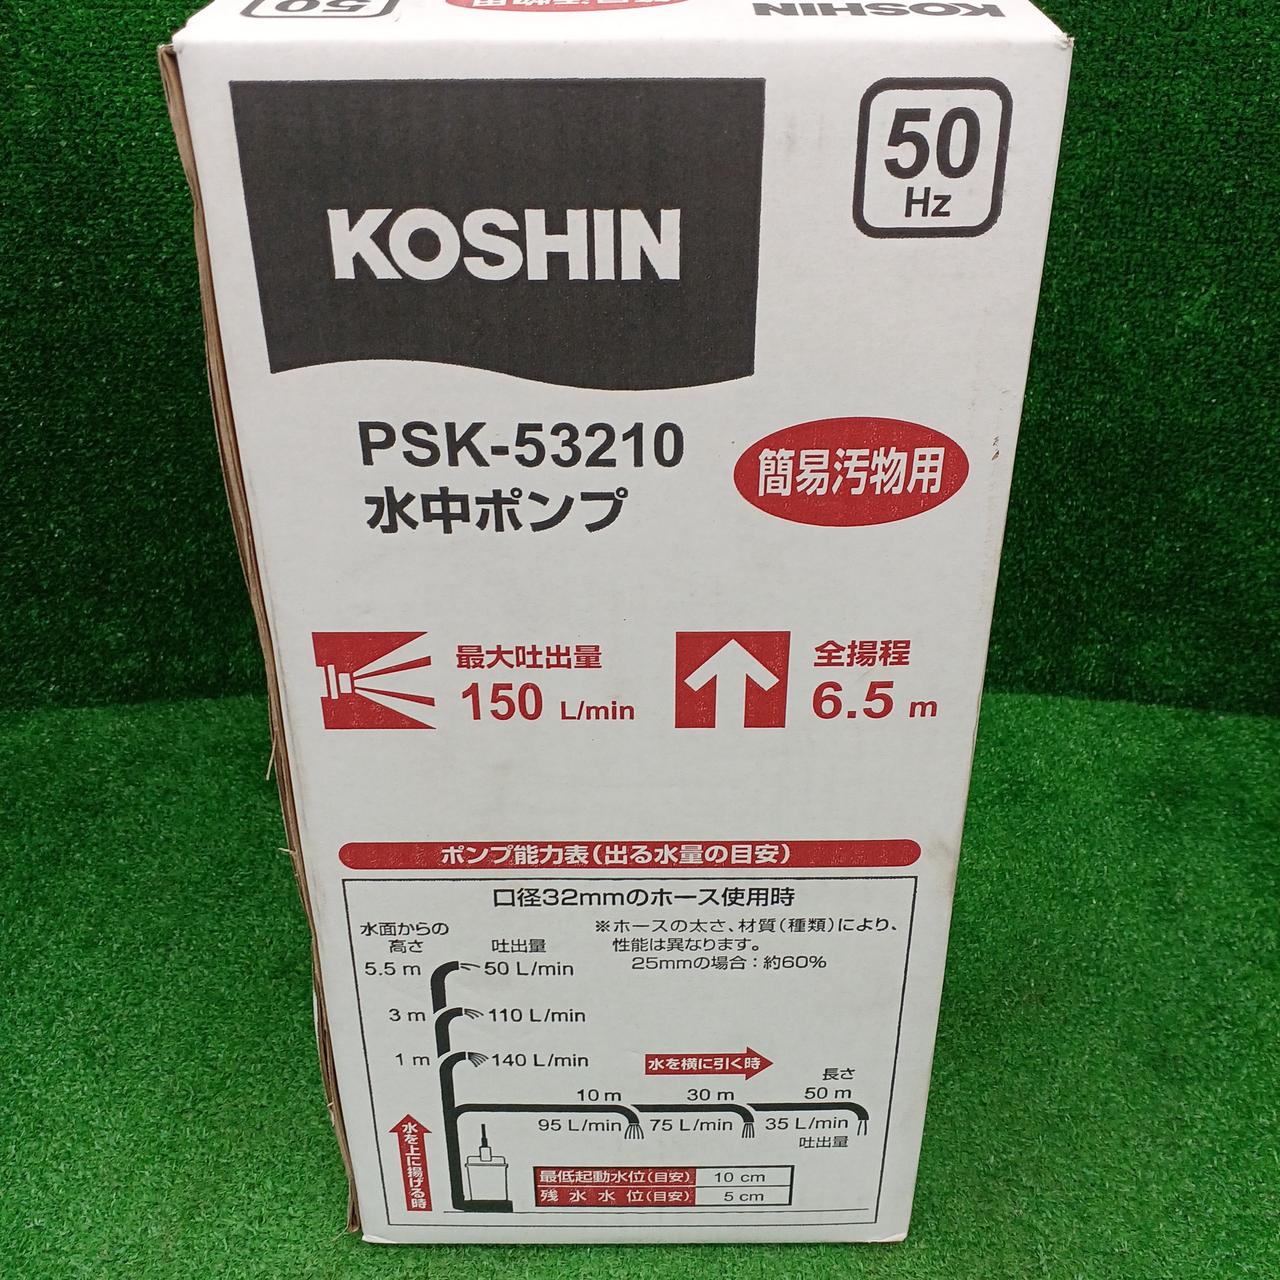 50
簡易汚物用
KOSHIN
KOSHIN
50
Hz
PSK-53210
水中ポンプ
簡易汚物用
最大吐出量
150 L/min
全揚程
6.5 m
ポンプ能力表(出る水量の目安)
口径32mmのホース使用時
水面からの
高さ
吐出量
※ホースの太さ、材質(種類)により、
性能は異なります。
25mmの場合:約60%
5.5 m 50 L/min
3 m 110 L/min
1 m 140 L/min
水を横に引く時
長さ
10 m 30 m 50 m
95 L/min 75 L/min 35 L/min
吐出量
水を上に揚げる時
最低起動水位(目安) 10 cm
残水水位(目安) 5 cm